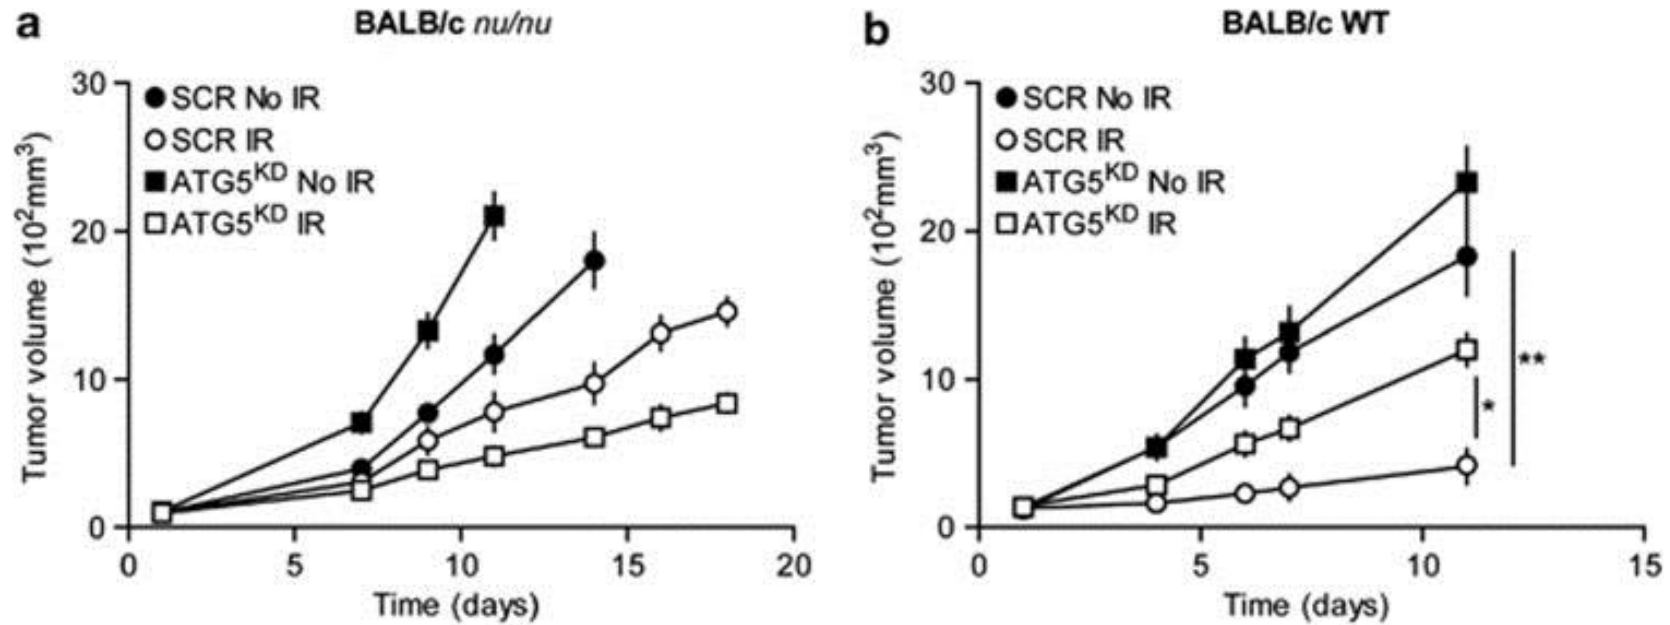 a
BALB/c nu/nu
30
20
10
0
SCR No IR
SCR IR
ATG5KD No IR
ATG5KD IR
Tumor volume (10²mm³)
0 5 10 15 20
Time (days)
b
BALB/c WT
30
20
10
0
SCR No IR
SCR IR
ATG5KD No IR
ATG5KD IR
Tumor volume (10²mm³)
**
*
0 5 10 15
Time (days)